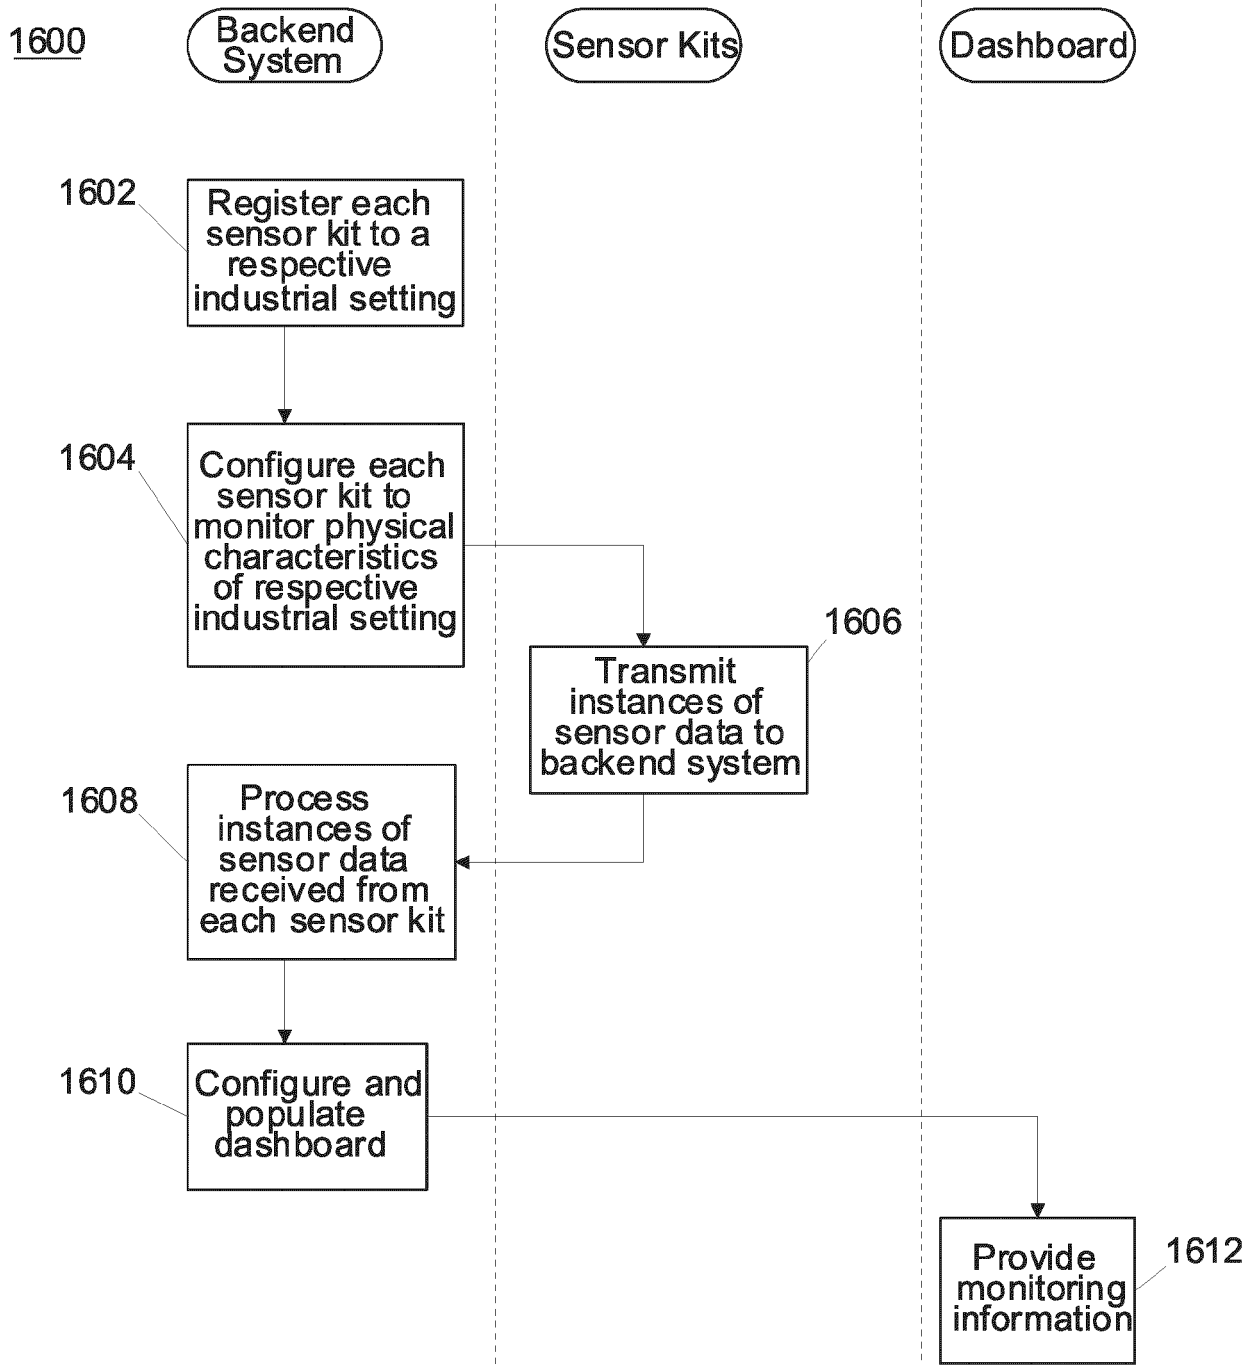 1600
Backend
System
Sensor Kits
Dashboard
1602
Register each
sensor kit to a
respective
industrial setting
1604
Configure each
sensor kit to
monitor physical
characteristics
of respective
industrial setting
1606
Transmit
instances of
sensor data to
backend system
1608
Process
instances of
sensor data
received from
each sensor kit
1610
Configure and
populate
dashboard
1612
Provide
monitoring
information